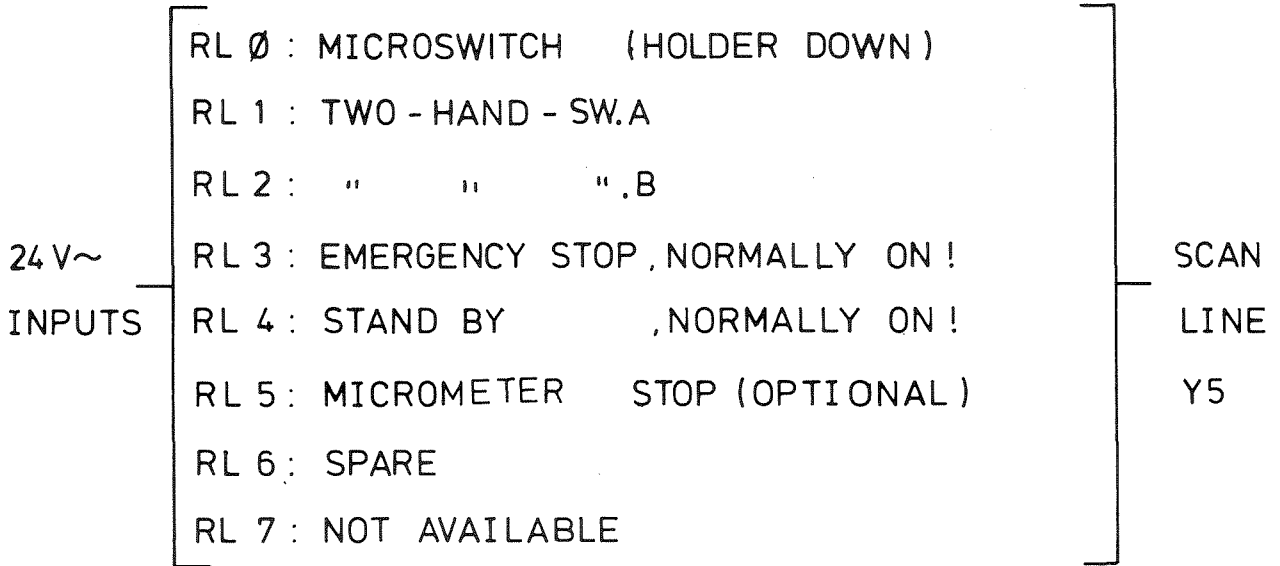 RL Ø : MICROSWITCH (HOLDER DOWN)
RL 1 : TWO - HAND - SW.A
RL 2 : " " ".B
24 V~ RL 3 : EMERGENCY STOP, NORMALLY ON ! SCAN
INPUTS RL 4 : STAND BY , NORMALLY ON ! LINE
RL 5 : MICROMETER STOP (OPTIONAL) Y5
RL 6 : SPARE
RL 7 : NOT AVAILABLE